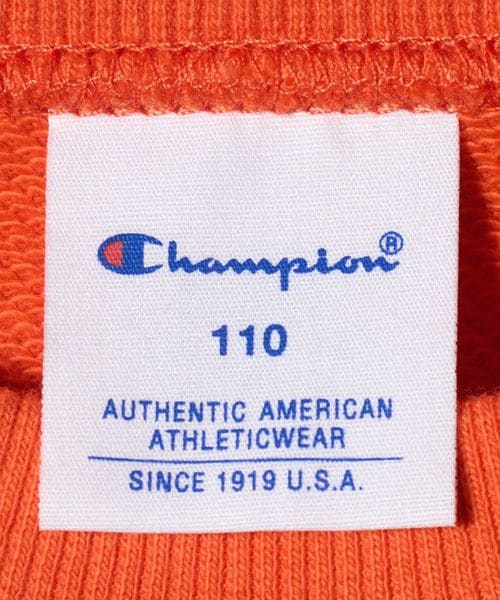 Champion®
110
AUTHENTIC AMERICAN
ATHLETICWEAR
SINCE 1919 U.S.A.